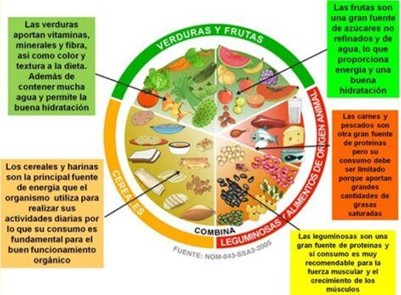 Las verduras
aportan vitaminas,
minerales y fibra,
así como color y
textura a la dieta.
Además de
contener mucha
agua y permite la
buena hidratación
Las frutas son
una gran fuente
de azúcares no
refinados y de
agua, lo que
proporciona
energía y una
buena
hidratación
VERDURAS Y FRUTAS
Las carnes y
pescados son
otra gran fuente
de proteínas
pero su
consumo debe
ser limitado
porque aportan
grandes
cantidades de
grasas
saturadas
Los cereales y harinas
son la principal fuente
de energía que el
organismo utiliza para
realizar sus
actividades diarias por
lo que su consumo es
fundamental para el
buen funcionamiento
orgánico
CEREALES
COMBINA
LEGUMINOSAS / ALIMENTOS DE ORIGEN ANIMAL
FUENTE: NOM-043-SSA2-2005
Las leguminosas son una
gran fuente de proteínas y
si consumo es muy
recomendable para la
fuerza muscular y el
crecimiento de los
músculos